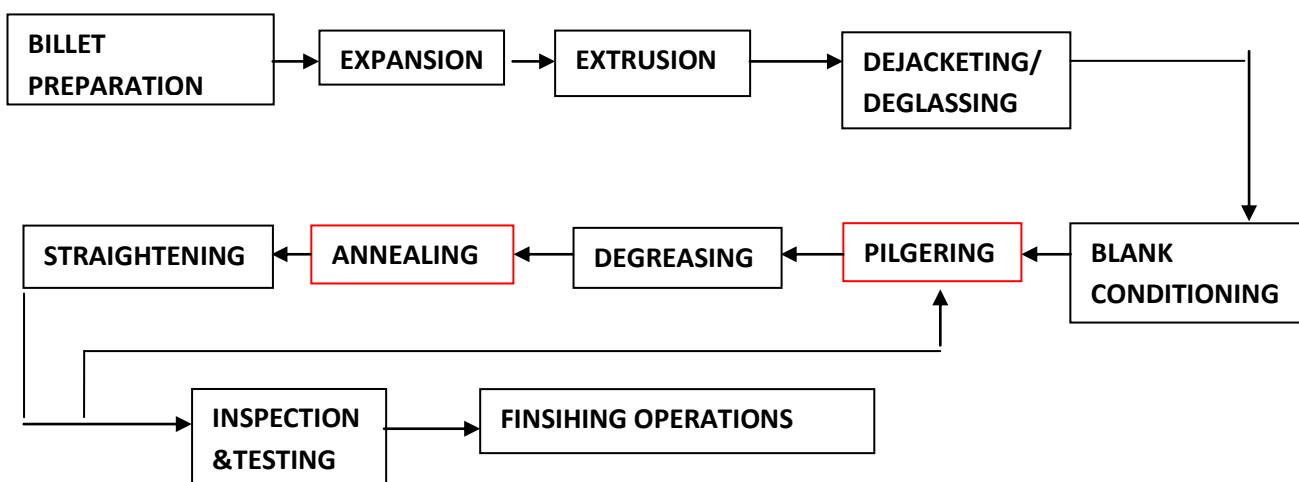 BILLET
PREPARATION
EXPANSION
EXTRUSION
DEJACKETING/
DEGLASSING
BLANK
CONDITIONING
PILGERING
DEGREASING
ANNEALING
STRAIGHTENING
INSPECTION
&TESTING
FINSIHING OPERATIONS